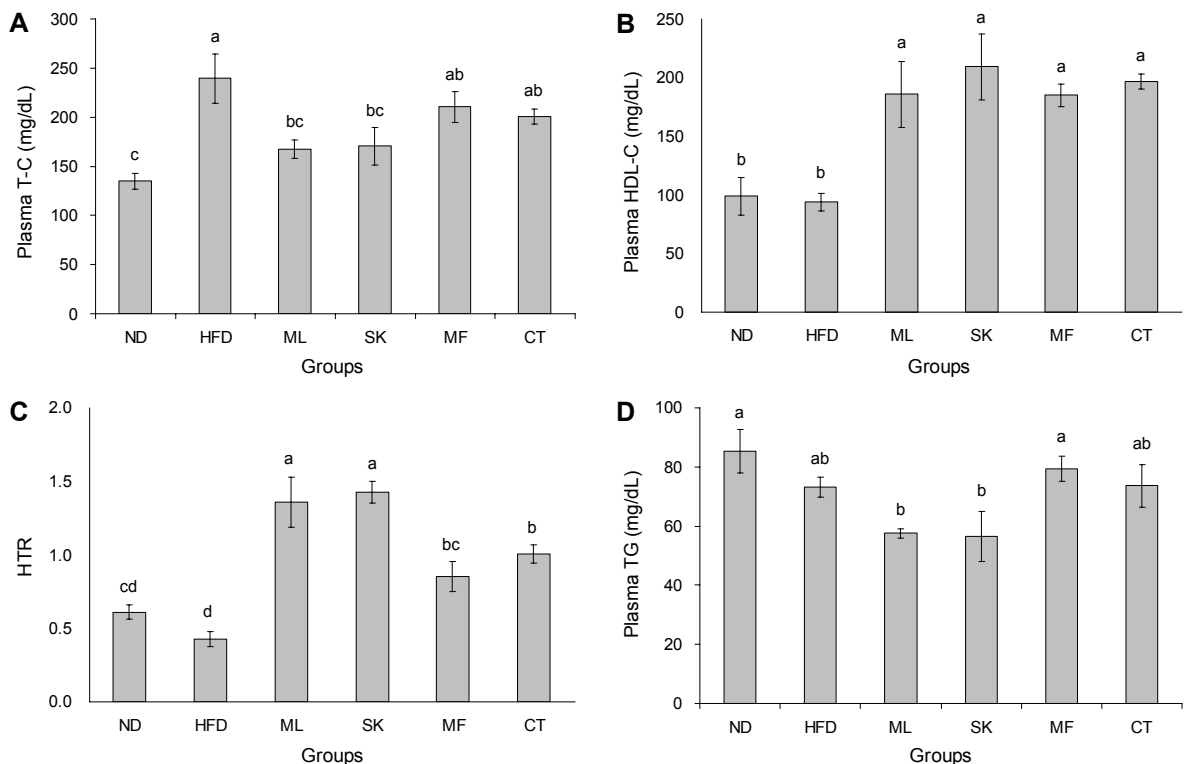 A
Plasma T-C (mg/dL)
300
250
200
150
100
50
0
c
a
bc
bc
ab
ab
ND HFD ML SK MF CT
Groups
B
Plasma HDL-C (mg/dL)
250
200
150
100
50
0
b
b
a
a
a
a
ND HFD ML SK MF CT
Groups
C
HTR
2.0
1.5
1.0
0.5
0.0
cd
d
a
a
bc
b
ND HFD ML SK MF CT
Groups
D
Plasma TG (mg/dL)
100
80
60
40
20
0
a
ab
b
b
a
ab
ND HFD ML SK MF CT
Groups